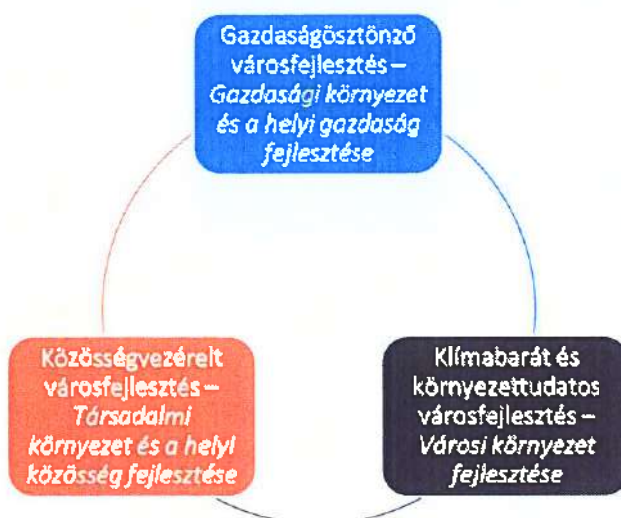 Gazdaságösztönző
városfejlesztés –
Gazdasági környezet
és a helyi gazdaság
fejlesztése
Közösségvezérelt
városfejlesztés –
Társadalmi
környezet és a helyi
közösség fejlesztése
Klímabarát és
környezettudatos
városfejlesztés –
Városi környezet
fejlesztése